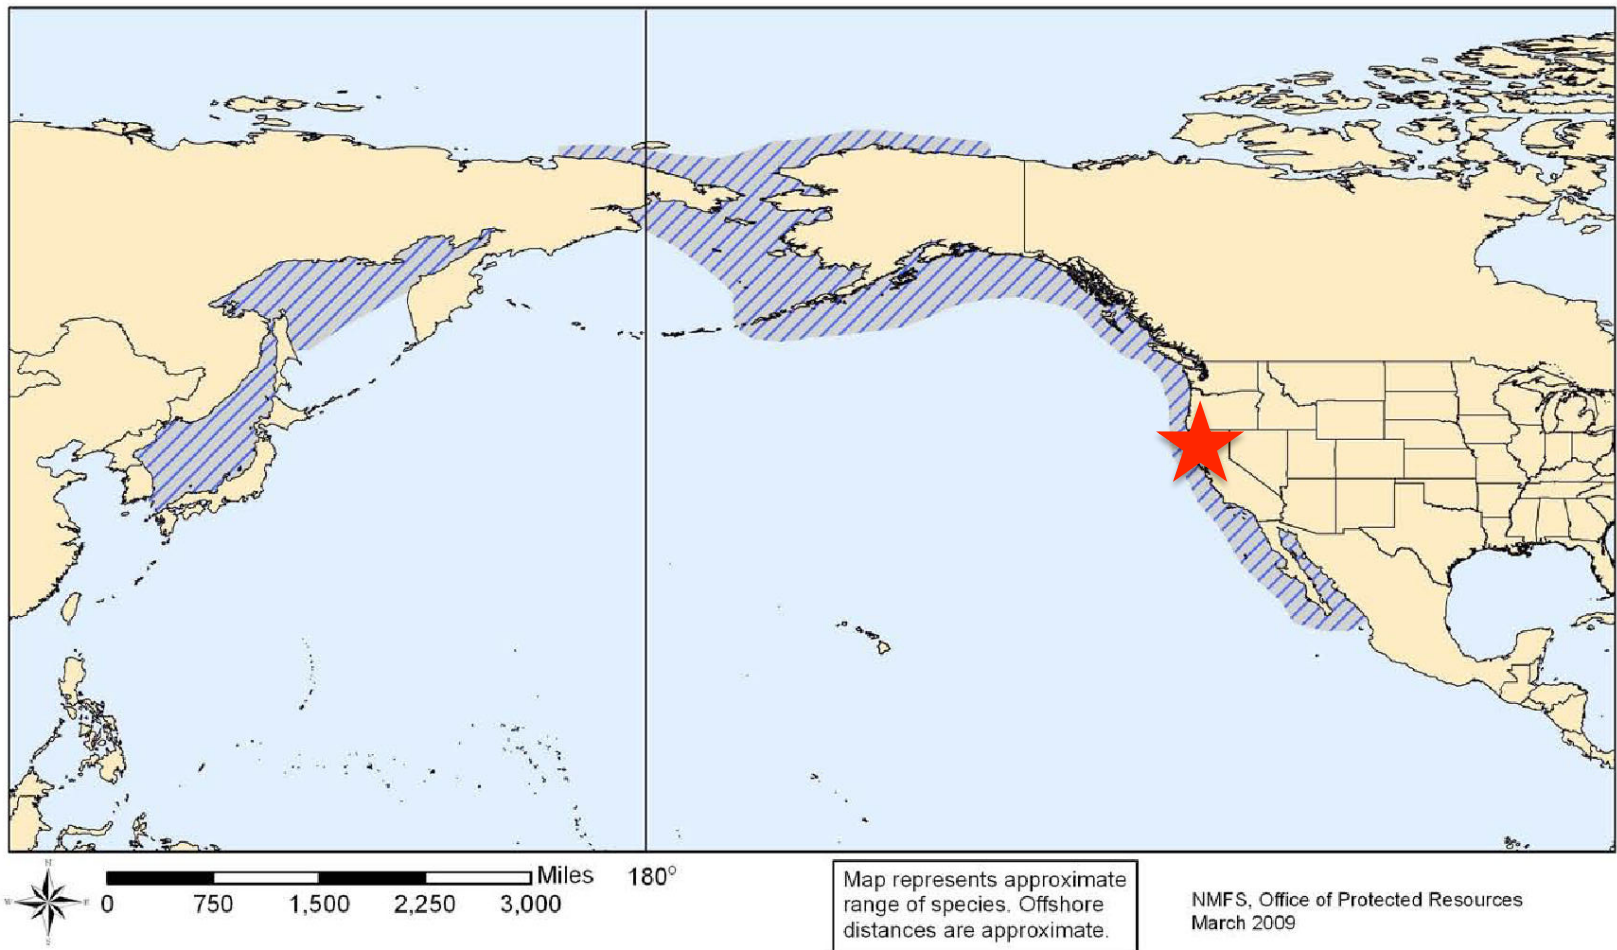 N
W E
S
Miles
0 750 1,500 2,250 3,000
180°
Map represents approximate
range of species. Offshore
distances are approximate.
NMFS, Office of Protected Resources
March 2009